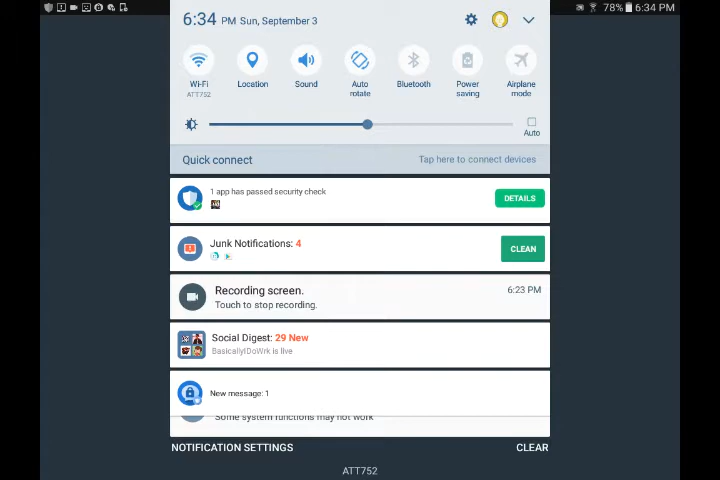 78% 6:34 PM
6:34 PM Sun, September 3
Wi-Fi
ATT752
Location
Sound
Auto
rotate
Bluetooth
Power
saving
Airplane
mode
Auto
Quick connect Tap here to connect devices
1 app has passed security check
DETAILS
Junk Notifications: 4
CLEAN
Recording screen. 6:23 PM
Touch to stop recording.
Social Digest: 29 New
BasicallyIDoWrk is live
New message: 1
Some system functions may not work
NOTIFICATION SETTINGS CLEAR
ATT752